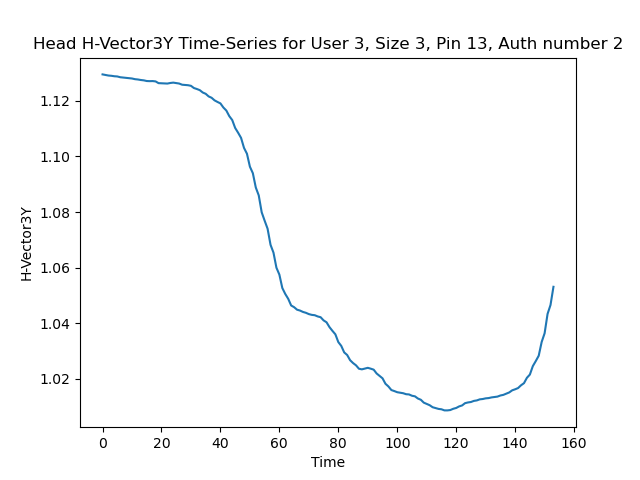 Head H-Vector3Y Time-Series for User 3, Size 3, Pin 13, Auth number 2
H-Vector3Y
1.12
1.10
1.08
1.06
1.04
1.02
0 20 40 60 80 100 120 140 160
Time